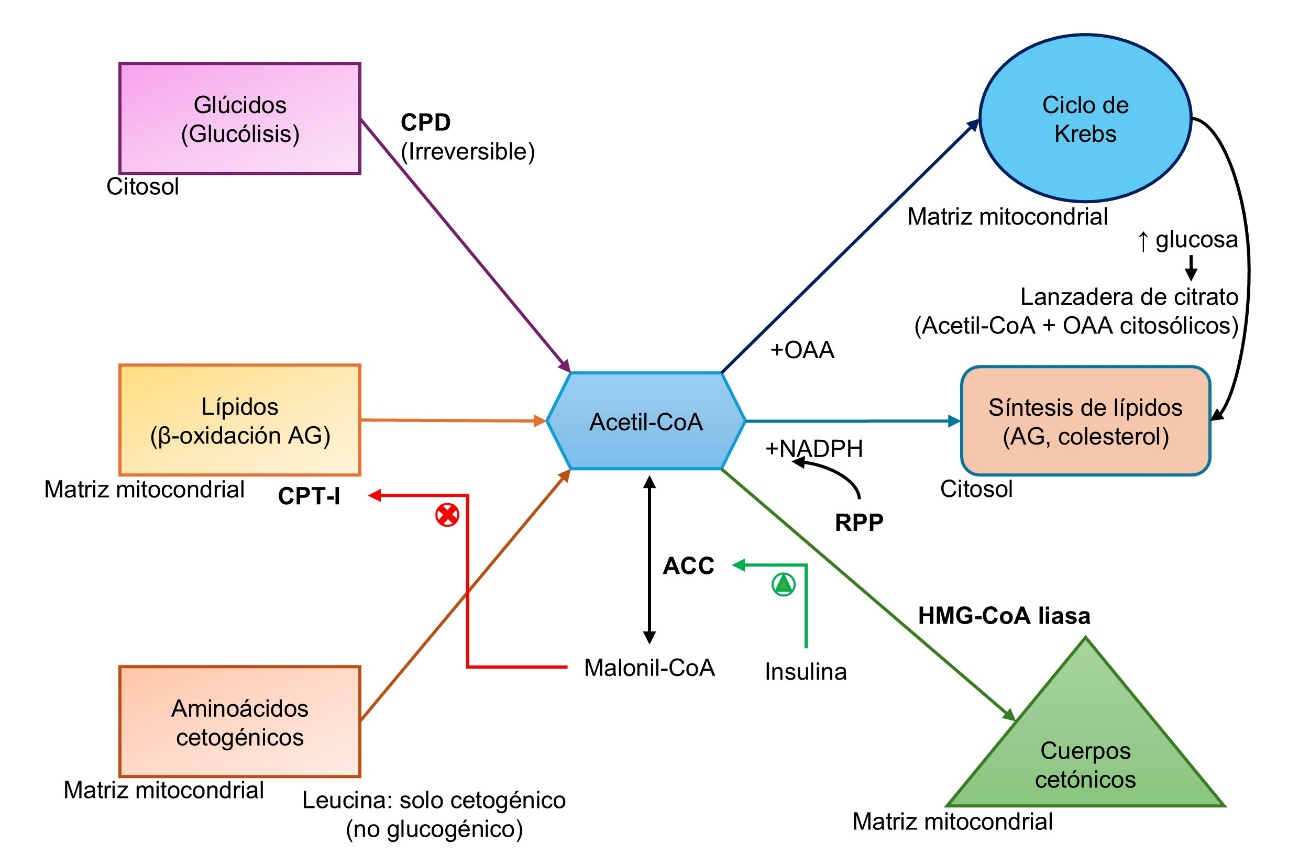 Glúcidos
(Glucólisis)
Citosol
CPD
(Irreversible)
Ciclo de
Krebs
Matriz mitocondrial
↑ glucosa
Lanzadera de citrato
(Acetil-CoA + OAA citosólicos)
+OAA
Lípidos
(β-oxidación AG)
Matriz mitocondrial
CPT-I
Acetil-CoA
Síntesis de lípidos
(AG, colesterol)
Citosol
+NADPH
RPP
ACC
Malonil-CoA
Insulina
HMG-CoA liasa
Aminoácidos
cetogénicos
Matriz mitocondrial
Leucina: solo cetogénico
(no glucogénico)
Cuerpos
cetónicos
Matriz mitocondrial